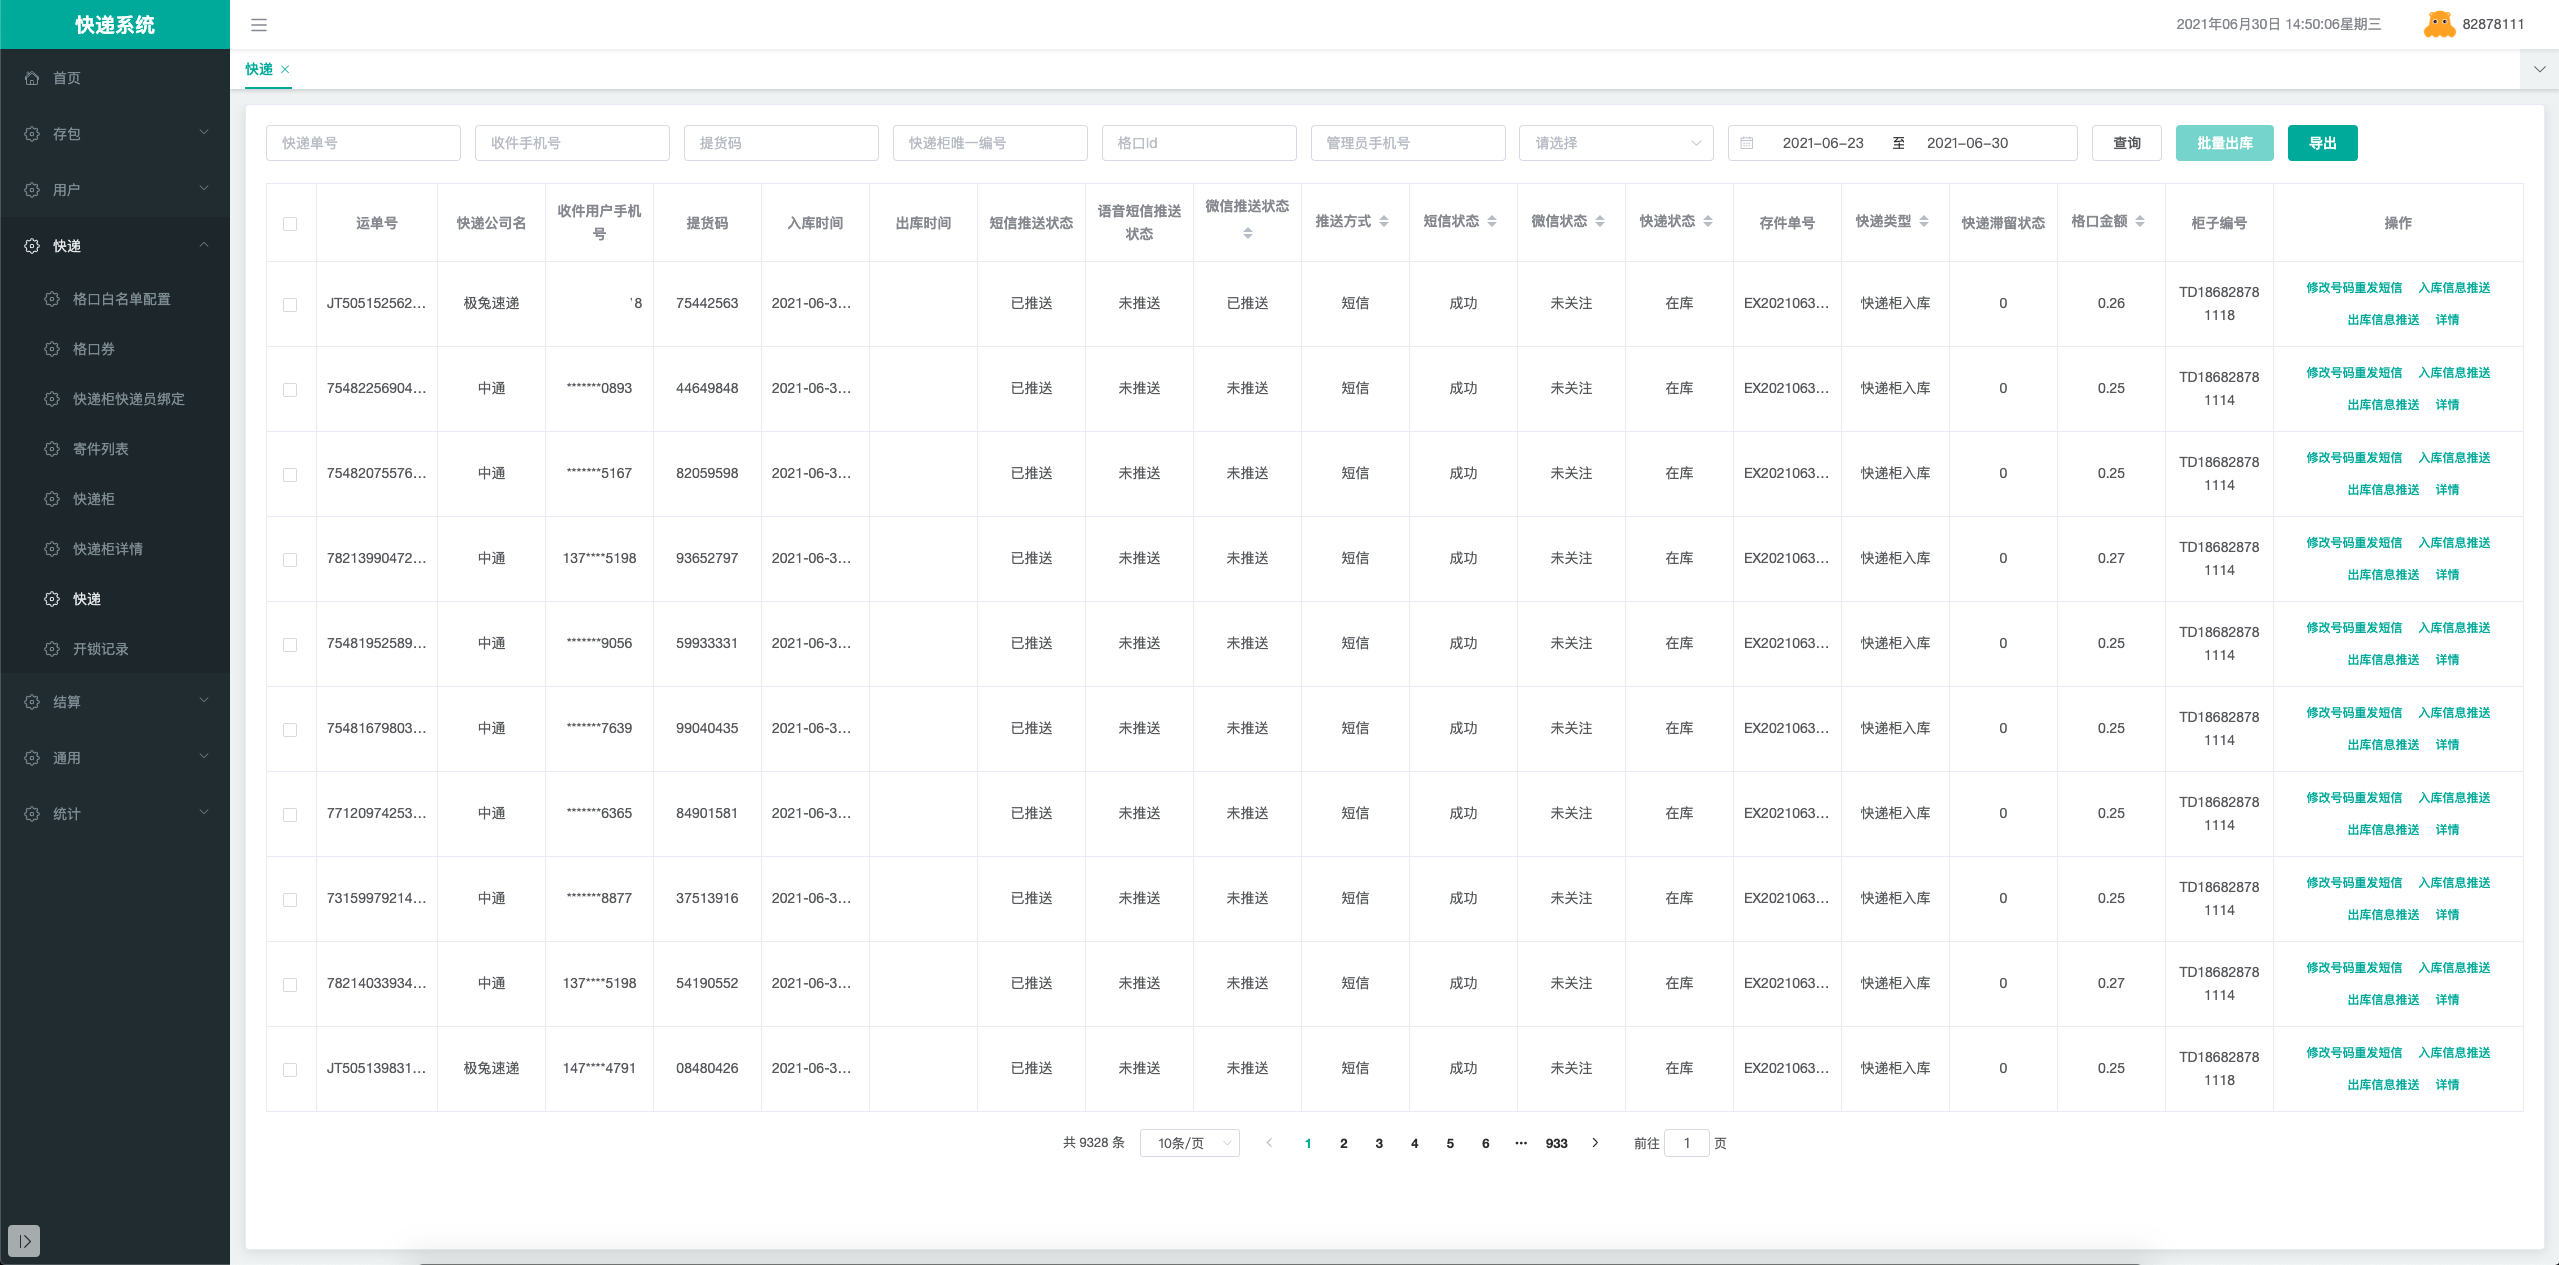 快递系统
2021年06月30日 14:50:06星期三
82878111
首页
存包
用户
快递
格口白名单配置
格口券
快递柜快递员绑定
寄件列表
快递柜
快递柜详情
快递
开锁记录
结算
通用
统计
快递
快递单号 收件手机号 提货码 快递柜唯一编号 格口id 管理员手机号 请选择 2021-06-23 至 2021-06-30 查询 批量出库 导出
运单号 快递公司名 收件用户手机号 提货码 入库时间 出库时间 短信推送状态 语音短信推送状态 微信推送状态 推送方式 短信状态 微信状态 快递状态 存件单号 快递类型 快递滞留状态 格口金额 柜子编号 操作
JT505152562... 极兔速递 8 75442563 2021-06-3... 已推送 未推送 已推送 短信 成功 未关注 在库 EX2021063... 快递柜入库 0 0.26 TD186828781118 修改号码重发短信 入库信息推送 出库信息推送 详情
75482256904... 中通 *******0893 44649848 2021-06-3... 已推送 未推送 未推送 短信 成功 未关注 在库 EX2021063... 快递柜入库 0 0.25 TD186828781114 修改号码重发短信 入库信息推送 出库信息推送 详情
75482075576... 中通 *******5167 82059598 2021-06-3... 已推送 未推送 未推送 短信 成功 未关注 在库 EX2021063... 快递柜入库 0 0.25 TD186828781114 修改号码重发短信 入库信息推送 出库信息推送 详情
78213990472... 中通 137****5198 93652797 2021-06-3... 已推送 未推送 未推送 短信 成功 未关注 在库 EX2021063... 快递柜入库 0 0.27 TD186828781114 修改号码重发短信 入库信息推送 出库信息推送 详情
75481952589... 中通 *******9056 59933331 2021-06-3... 已推送 未推送 未推送 短信 成功 未关注 在库 EX2021063... 快递柜入库 0 0.25 TD186828781114 修改号码重发短信 入库信息推送 出库信息推送 详情
75481679803... 中通 *******7639 99040435 2021-06-3... 已推送 未推送 未推送 短信 成功 未关注 在库 EX2021063... 快递柜入库 0 0.25 TD186828781114 修改号码重发短信 入库信息推送 出库信息推送 详情
77120974253... 中通 *******6365 84901581 2021-06-3... 已推送 未推送 未推送 短信 成功 未关注 在库 EX2021063... 快递柜入库 0 0.25 TD186828781114 修改号码重发短信 入库信息推送 出库信息推送 详情
73159979214... 中通 *******8877 37513916 2021-06-3... 已推送 未推送 未推送 短信 成功 未关注 在库 EX2021063... 快递柜入库 0 0.25 TD186828781114 修改号码重发短信 入库信息推送 出库信息推送 详情
78214033934... 中通 137****5198 54190552 2021-06-3... 已推送 未推送 未推送 短信 成功 未关注 在库 EX2021063... 快递柜入库 0 0.27 TD186828781114 修改号码重发短信 入库信息推送 出库信息推送 详情
JT505139831... 极兔速递 147****4791 08480426 2021-06-3... 已推送 未推送 未推送 短信 成功 未关注 在库 EX2021063... 快递柜入库 0 0.25 TD186828781118 修改号码重发短信 入库信息推送 出库信息推送 详情
共 9328 条 10条/页 1 2 3 4 5 6 ··· 933 前往 1 页